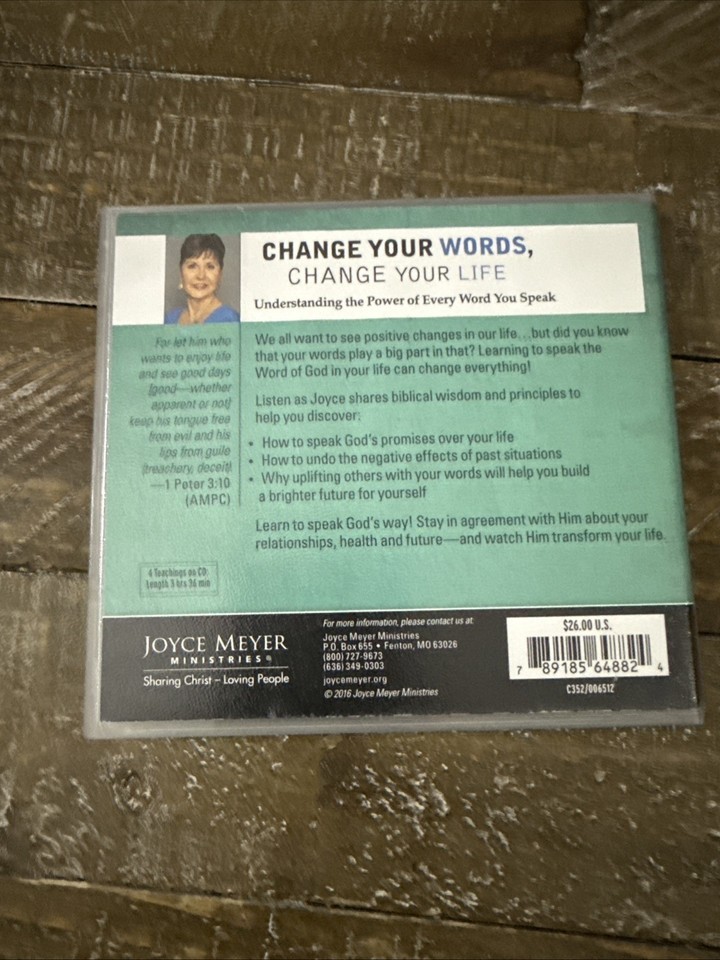 CHANGE YOUR WORDS,
CHANGE YOUR LIFE
Understanding the Power of Every Word You Speak
For let him who
wants to enjoy life
and see good days
[good—whether
apparent or not]
keep his tongue free
from evil and his
lips from guile
(treachery, deceit)
—1 Peter 3:10
(AMPC)
We all want to see positive changes in our life...but did you know
that your words play a big part in that? Learning to speak the
Word of God in your life can change everything!
Listen as Joyce shares biblical wisdom and principles to
help you discover:
• How to speak God's promises over your life
• How to undo the negative effects of past situations
• Why uplifting others with your words will help you build
a brighter future for yourself
Learn to speak God's way! Stay in agreement with Him about your
relationships, health and future—and watch Him transform your life.
4 Teachings on CD
Length 3 hrs 36 min
JOYCE MEYER
MINISTRIES®
Sharing Christ – Loving People
For more information, please contact us at:
Joyce Meyer Ministries
P.O. Box 655 • Fenton, MO 63026
(800) 727-9673
(636) 349-0303
joycemeyer.org
© 2016 Joyce Meyer Ministries
$26.00 U.S.
7 89185 64882 4
C352/006512